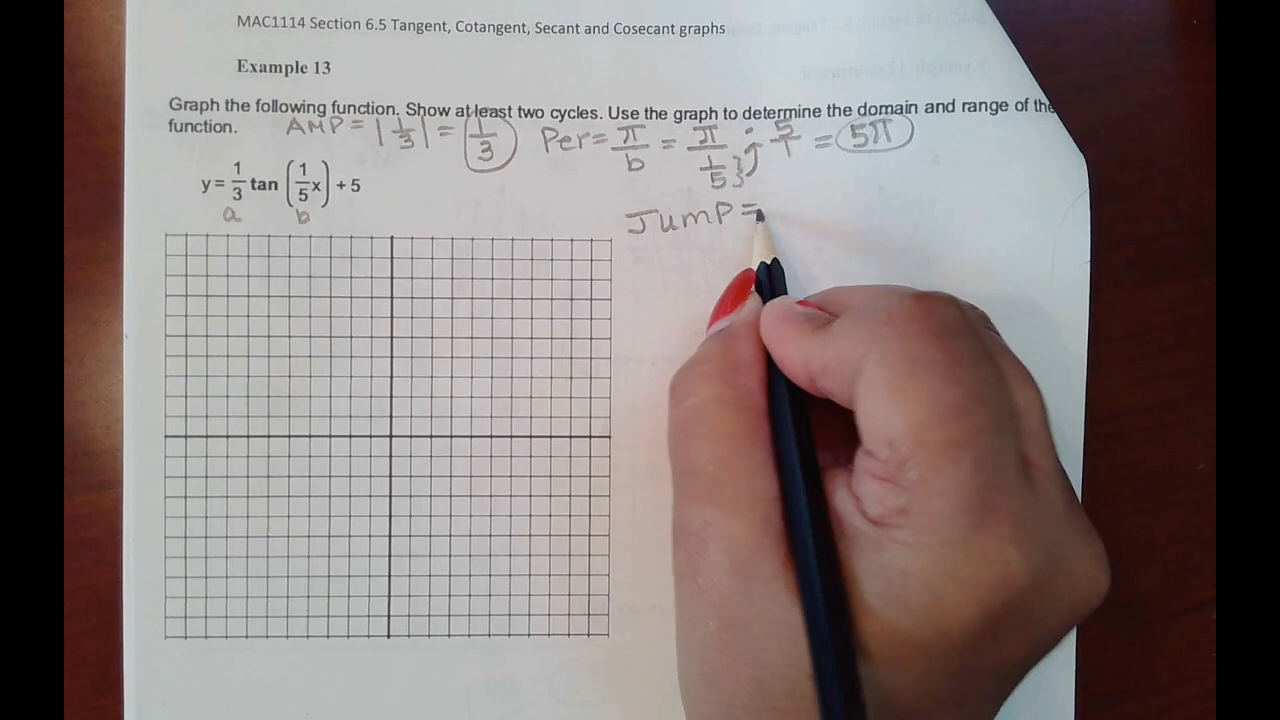 MAC1114 Section 6.5 Tangent, Cotangent, Secant and Cosecant graphs
Example 13
Graph the following function. Show at least two cycles. Use the graph to determine the domain and range of the
function.
AMP = |1/3| = 1/3 Per = π/b = π/(1/5) · 5/1 = 5π
y = 1/3 tan (1/5 x) + 5
a b
Jump =